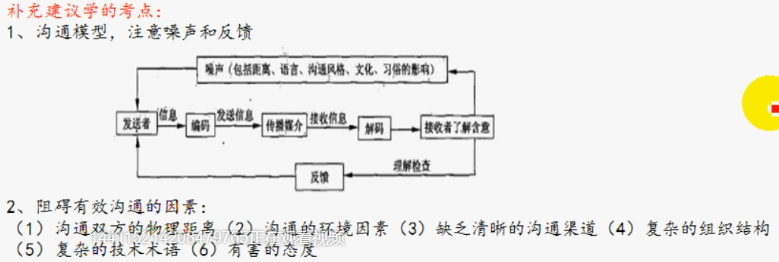 补充建议学的考点：
1、沟通模型，注意噪声和反馈
噪声（包括距离、语言、沟通风格、文化、习俗的影响）
发送者 信息 编码 发送信息 传播媒介 接收信息 解码 接收者了解含意
反馈 理解检查
2、阻碍有效沟通的因素：
（1）沟通双方的物理距离（2）沟通的环境因素（3）缺乏清晰的沟通渠道（4）复杂的组织结构
（5）复杂的技术术语（6）有害的态度
正在观看视频